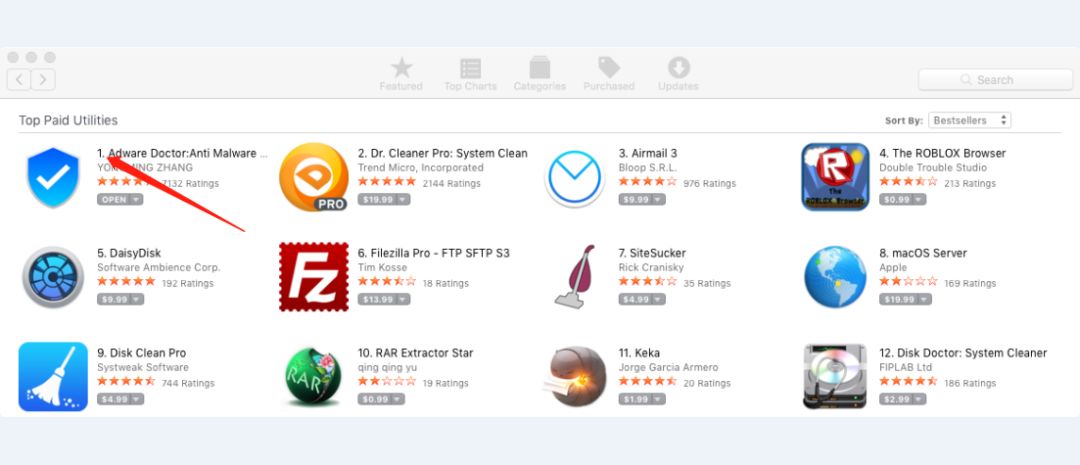 Featured
Top Charts
Categories
Purchased
Updates
Search
Top Paid Utilities
Sort By: Bestsellers
1. Adware Doctor:Anti Malware ...
ZHANG
7132 Ratings
OPEN
2. Dr. Cleaner Pro: System Clean
Trend Micro, Incorporated
2144 Ratings
$19.99
PRO
3. Airmail 3
Bloop S.R.L.
976 Ratings
$9.99
4. The ROBLOX Browser
Double Trouble Studio
213 Ratings
$0.99
R
The
ROBLOX Browser
5. DaisyDisk
Software Ambience Corp.
192 Ratings
$9.99
6. Filezilla Pro - FTP SFTP S3
Tim Kosse
18 Ratings
$13.99
FZ
7. SiteSucker
Rick Cranisky
35 Ratings
$4.99
8. macOS Server
Apple
169 Ratings
$19.99
9. Disk Clean Pro
Systweak Software
744 Ratings
$4.99
10. RAR Extractor Star
qing qing yu
19 Ratings
$0.99
RAR
11. Keka
Jorge Garcia Armero
20 Ratings
$1.99
12. Disk Doctor: System Cleaner
FIPLAB Ltd
186 Ratings
$2.99